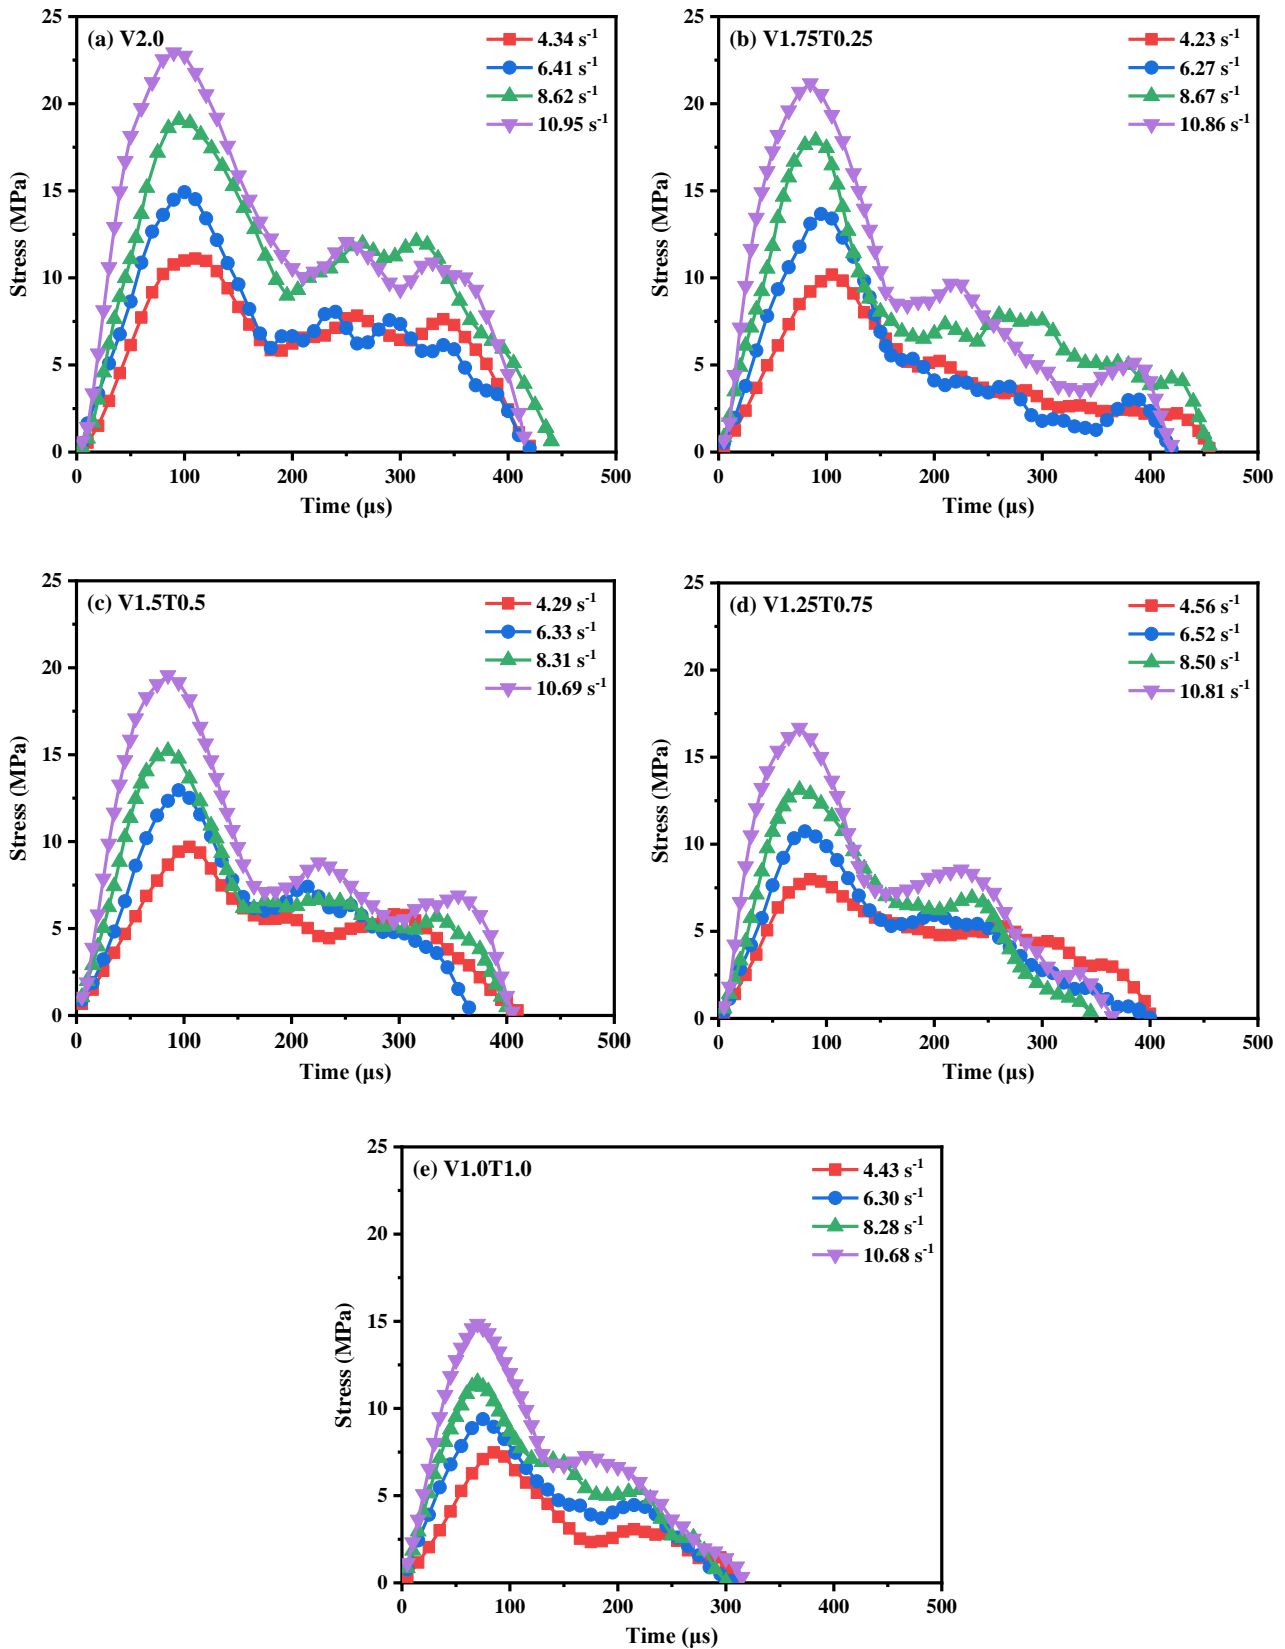 (a) V2.0
4.34 s⁻¹
6.41 s⁻¹
8.62 s⁻¹
10.95 s⁻¹
Stress (MPa)
25
20
15
10
5
0
0 100 200 300 400 500
Time (μs)
(b) V1.75T0.25
4.23 s⁻¹
6.27 s⁻¹
8.67 s⁻¹
10.86 s⁻¹
Stress (MPa)
25
20
15
10
5
0
0 100 200 300 400 500
Time (μs)
(c) V1.5T0.5
4.29 s⁻¹
6.33 s⁻¹
8.31 s⁻¹
10.69 s⁻¹
Stress (MPa)
25
20
15
10
5
0
0 100 200 300 400 500
Time (μs)
(d) V1.25T0.75
4.56 s⁻¹
6.52 s⁻¹
8.50 s⁻¹
10.81 s⁻¹
Stress (MPa)
25
20
15
10
5
0
0 100 200 300 400 500
Time (μs)
(e) V1.0T1.0
4.43 s⁻¹
6.30 s⁻¹
8.28 s⁻¹
10.68 s⁻¹
Stress (MPa)
25
20
15
10
5
0
0 100 200 300 400 500
Time (μs)